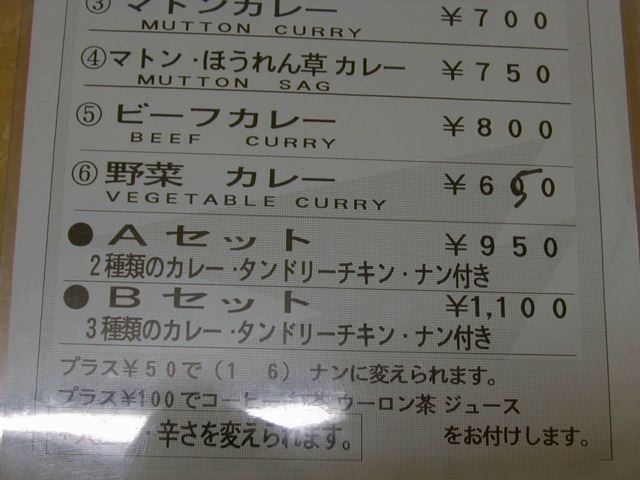 ③ マトンカレー ￥700
MUTTON CURRY
④ マトン・ほうれん草 カレー ￥750
MUTTON SAG
⑤ ビーフカレー ￥800
BEEF CURRY
⑥ 野菜 カレー ￥650
VEGETABLE CURRY
●Aセット ￥950
2種類のカレー・タンドリーチキン・ナン付き
●Bセット ￥1,100
3種類のカレー・タンドリーチキン・ナン付き
プラス￥50で(1 6)ナンに変えられます。
プラス￥100でコーヒー ウーロン茶 ジュース
をお付けします。
・辛さを変えられます。